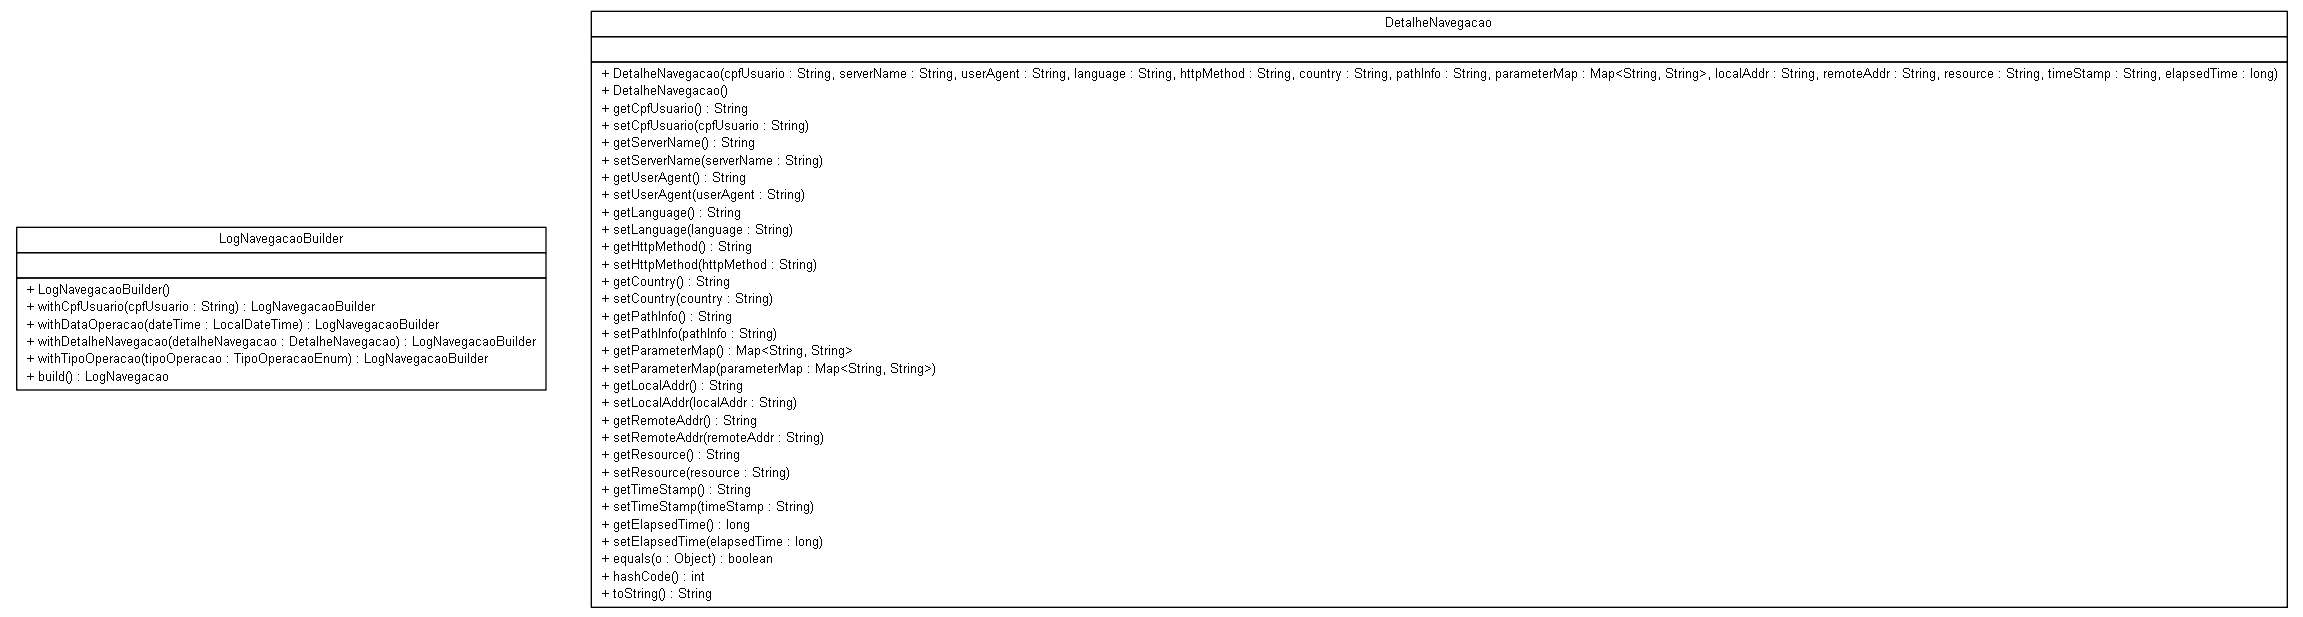 LogNavegacaoBuilder
+ LogNavegacaoBuilder()
+ withCpfUsuario(cpfUsuario : String) : LogNavegacaoBuilder
+ withDataOperacao(dateTime : LocalDateTime) : LogNavegacaoBuilder
+ withDetalheNavegacao(detalheNavegacao : DetalheNavegacao) : LogNavegacaoBuilder
+ withTipoOperacao(tipoOperacao : TipoOperacaoEnum) : LogNavegacaoBuilder
+ build() : LogNavegacao
DetalheNavegacao
+ DetalheNavegacao(cpfUsuario : String, serverName : String, userAgent : String, language : String, httpMethod : String, country : String, pathInfo : String, parameterMap : Map<String, String>, localAddr : String, remoteAddr : String, resource : String, timeStamp : String, elapsedTime : long)
+ DetalheNavegacao()
+ getCpfUsuario() : String
+ setCpfUsuario(cpfUsuario : String)
+ getServerName() : String
+ setServerName(serverName : String)
+ getUserAgent() : String
+ setUserAgent(userAgent : String)
+ getLanguage() : String
+ setLanguage(language : String)
+ getHttpMethod() : String
+ setHttpMethod(httpMethod : String)
+ getCountry() : String
+ setCountry(country : String)
+ getPathInfo() : String
+ setPathInfo(pathInfo : String)
+ getParameterMap() : Map<String, String>
+ setParameterMap(parameterMap : Map<String, String>)
+ getLocalAddr() : String
+ setLocalAddr(localAddr : String)
+ getRemoteAddr() : String
+ setRemoteAddr(remoteAddr : String)
+ getResource() : String
+ setResource(resource : String)
+ getTimeStamp() : String
+ setTimeStamp(timeStamp : String)
+ getElapsedTime() : long
+ setElapsedTime(elapsedTime : long)
+ equals(o : Object) : boolean
+ hashCode() : int
+ toString() : String